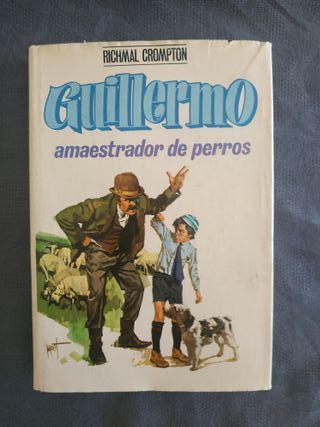 RICHMAL CROMPTON
Guillermo
amaestrador de perros